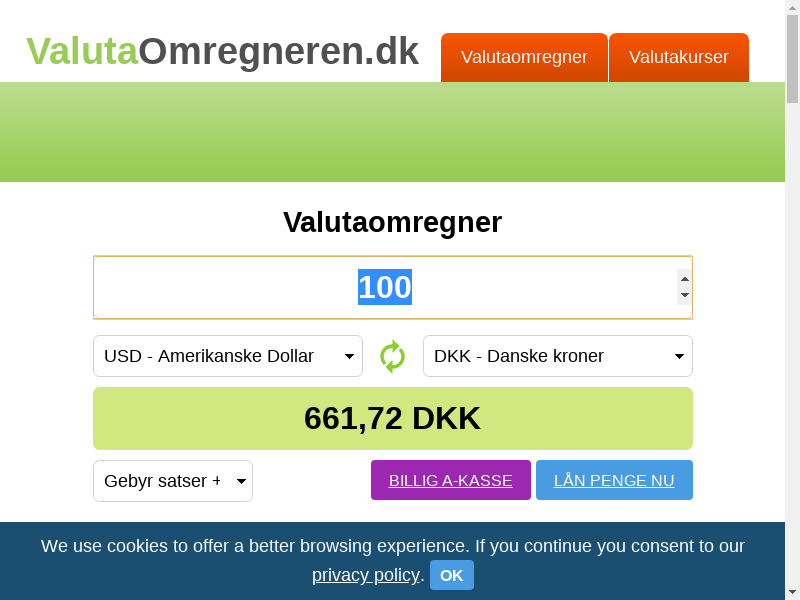 ValutaOmregneren.dk
Valutaomregner
Valutakurser
Valutaomregner
100
USD - Amerikanske Dollar
DKK - Danske kroner
661,72 DKK
Gebyr satser +
BILLIG A-KASSE
LÅN PENGE NU
We use cookies to offer a better browsing experience. If you continue you consent to our
privacy policy. OK